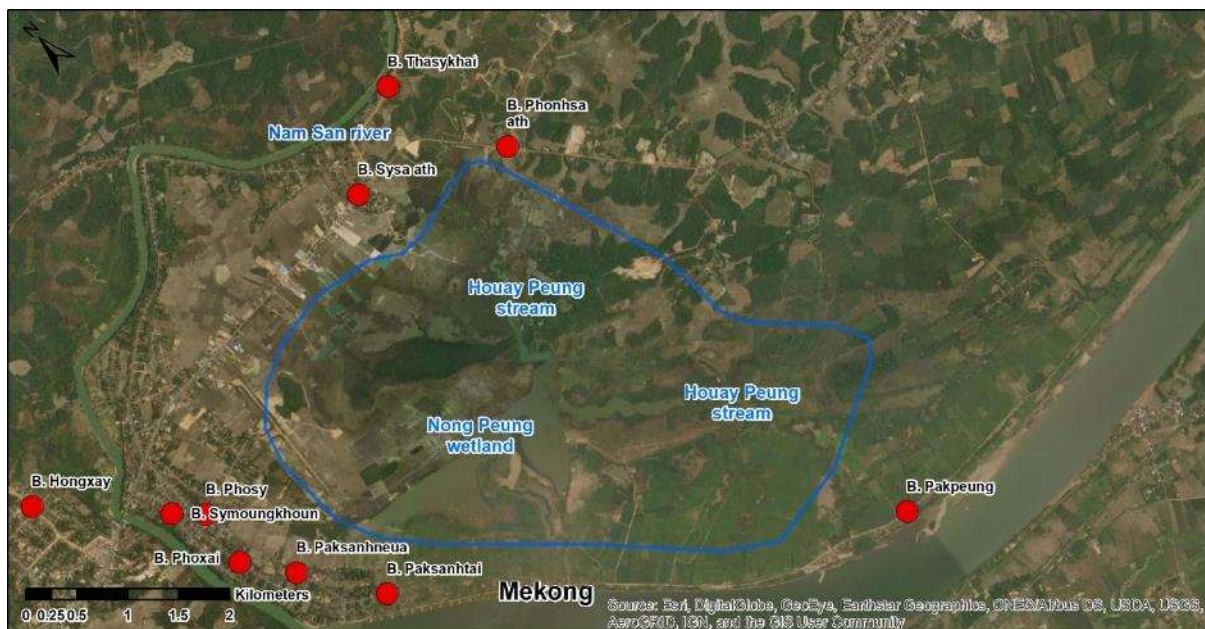 N
B. Thasykhai
B. Phonhsa
ath
Nam San river
B. Sysa ath
Houay Peung
stream
Houay Peung
stream
Nong Peung
wetland
B. Hongxay
B. Phosy
B. Symoungkhoun
B. Pakpeung
B. Phoxai
B. Paksanhneua
B. Paksanhtai
Kilometers
0 0.25 0.5 1 1.5 2
Mekong
Source: Esri, DigitalGlobe, GeoEye, Earthstar Geographics, CNES/Airbus DS, USDA, USGS,
AeroGRID, IGN, and the GIS User Community